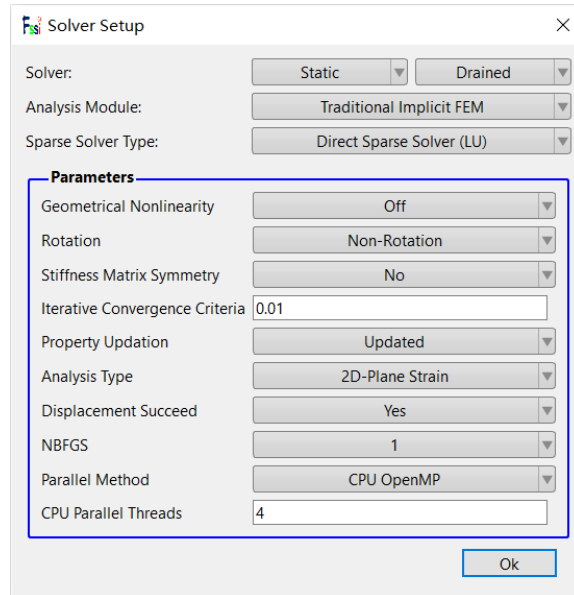 Fssi Solver Setup
Solver: Static Drained
Analysis Module: Traditional Implicit FEM
Sparse Solver Type: Direct Sparse Solver (LU)
Parameters
Geometrical Nonlinearity Off
Rotation Non-Rotation
Stiffness Matrix Symmetry No
Iterative Convergence Criteria 0.01
Property Updation Updated
Analysis Type 2D-Plane Strain
Displacement Succeed Yes
NBFGS 1
Parallel Method CPU OpenMP
CPU Parallel Threads 4
Ok